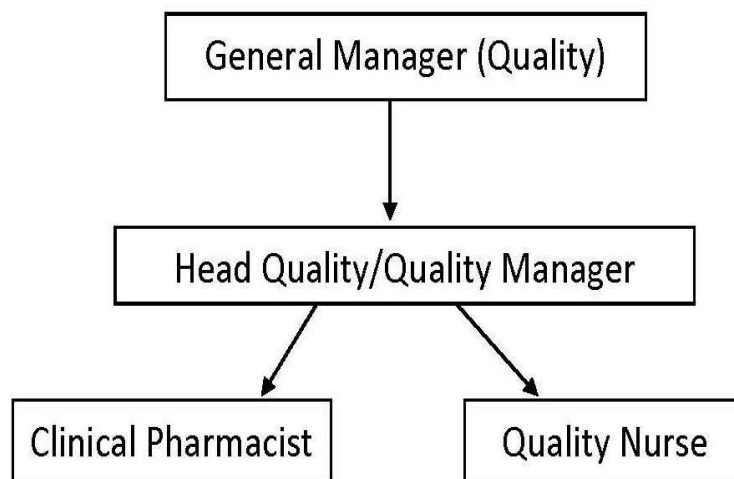 General Manager (Quality)
Head Quality/Quality Manager
Clinical Pharmacist
Quality Nurse